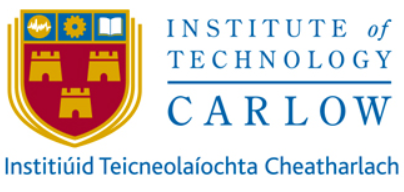 INSTITUTE of
TECHNOLOGY
CARLOW
Institiúid Teicneolaíochta Cheatharlach